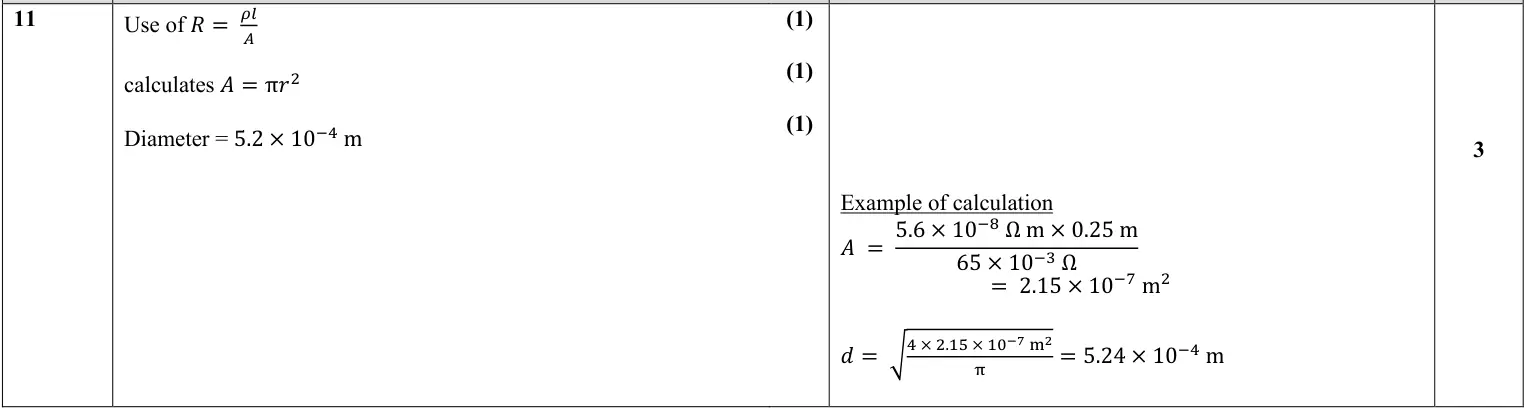 11
Use of 𝑅 = 𝜌𝑙/𝐴 (1)
calculates 𝐴 = π𝑟² (1)
Diameter = 5.2 × 10⁻⁴ m (1)
3
Example of calculation
𝐴 = (5.6 × 10⁻⁸ Ω m × 0.25 m)/(65 × 10⁻³ Ω)
= 2.15 × 10⁻⁷ m²
𝑑 = √((4 × 2.15 × 10⁻⁷ m²)/π) = 5.24 × 10⁻⁴ m